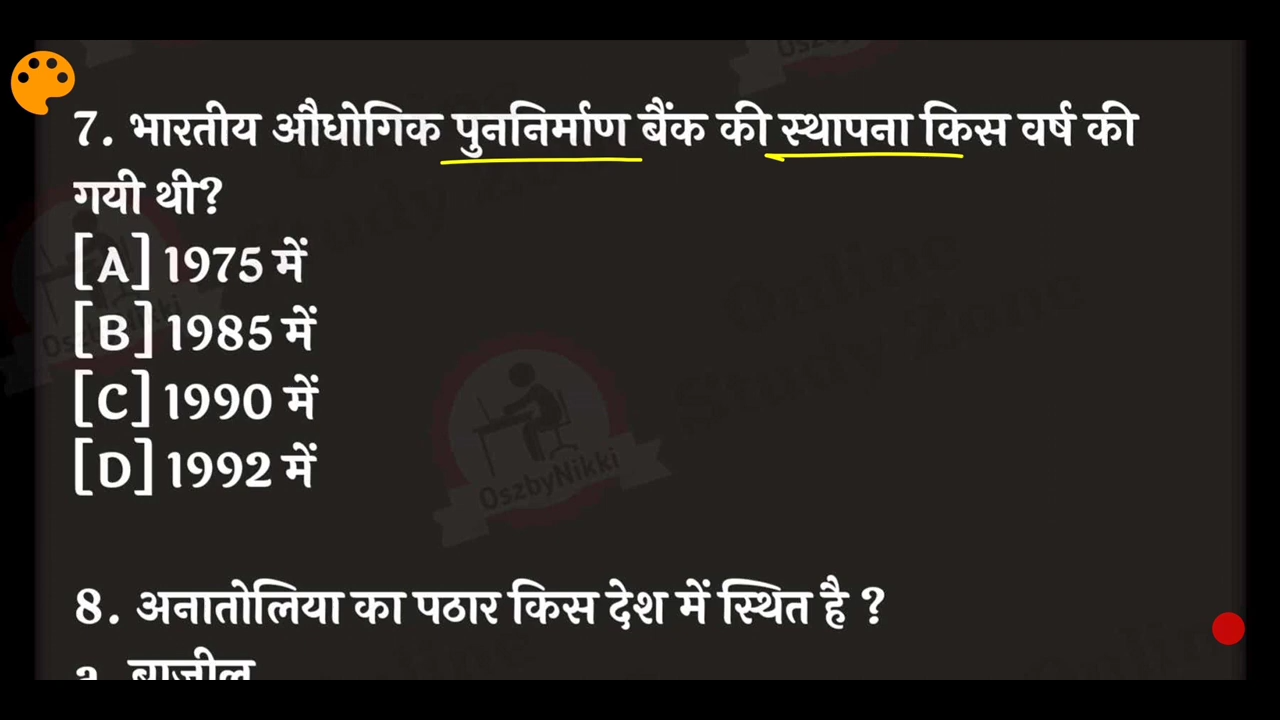 7. भारतीय औधोगिक पुननिर्माण बैंक की स्थापना किस वर्ष की
गयी थी?
[A] 1975 में
[B] 1985 में
[C] 1990 में
[D] 1992 में
OszbyNikki
8. अनातोलिया का पठार किस देश में स्थित है ?
a. ब्राजील